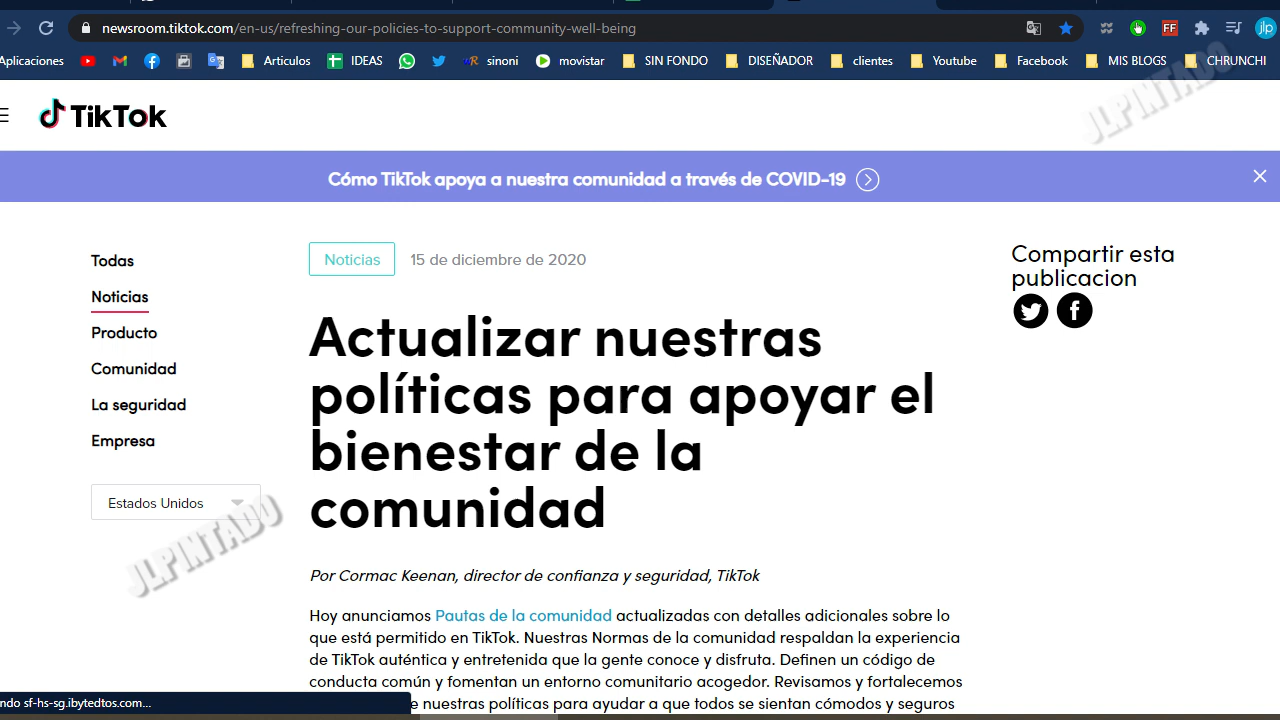 newsroom.tiktok.com/en-us/refreshing-our-policies-to-support-community-well-being
FF
jlp
Aplicaciones
Articulos
IDEAS
sinoni
movistar
SIN FONDO
DISEÑADOR
clientes
Youtube
Facebook
MIS BLOGS
CHRUNCHI
JLPINTADO
TikTok
Cómo TikTok apoya a nuestra comunidad a través de COVID-19
Todas
Noticias
Producto
Comunidad
La seguridad
Empresa
Estados Unidos
JLPINTADO
Noticias
15 de diciembre de 2020
Compartir esta
publicacion
Actualizar nuestras
políticas para apoyar el
bienestar de la
comunidad
Por Cormac Keenan, director de confianza y seguridad, TikTok
Hoy anunciamos Pautas de la comunidad actualizadas con detalles adicionales sobre lo
que está permitido en TikTok. Nuestras Normas de la comunidad respaldan la experiencia
de TikTok auténtica y entretenida que la gente conoce y disfruta. Definen un código de
conducta común y fomentan un entorno comunitario acogedor. Revisamos y fortalecemos
e nuestras políticas para ayudar a que todos se sientan cómodos y seguros
ndo sf-hs-sg.ibytedtos.com...